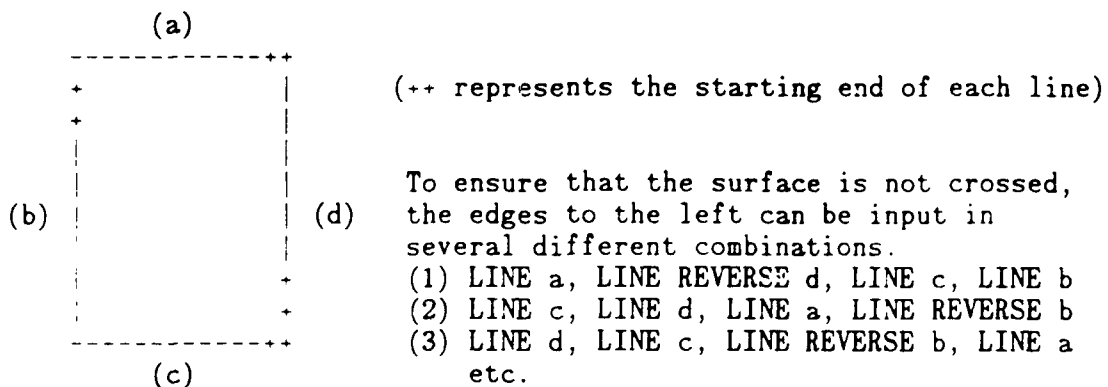 (a)
(++ represents the starting end of each line)
To ensure that the surface is not crossed,
(b) (d) the edges to the left can be input in
several different combinations.
(1) LINE a, LINE REVERSE d, LINE c, LINE b
(2) LINE c, LINE d, LINE a, LINE REVERSE b
(3) LINE d, LINE c, LINE REVERSE b, LINE a
(c) etc.